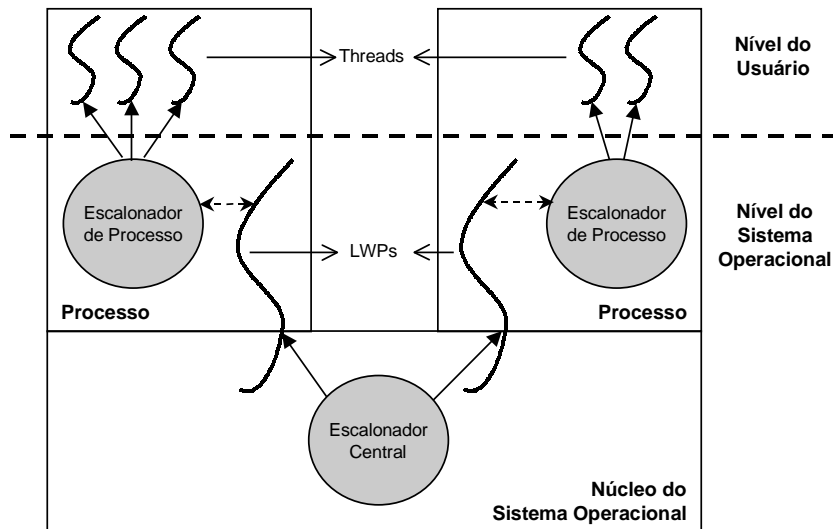 Threads
Nível do
Usuário
Escalonador
de Processo
Escalonador
de Processo
Nível do
Sistema
Operacional
LWPs
Processo
Processo
Escalonador
Central
Núcleo do
Sistema Operacional